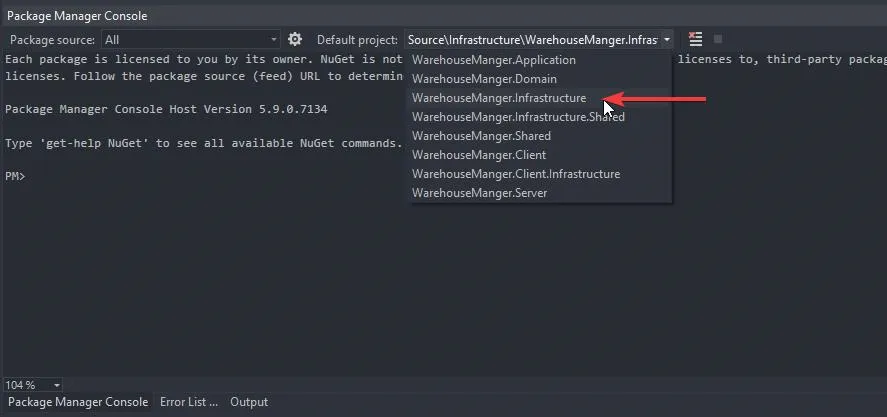 Package Manager Console
Package source: All Default project: Source\Infrastructure\WarehouseManger.Infras
Each package is licensed to you by its owner. NuGet is not licenses to, third-party packag
licenses. Follow the package source (feed) URL to determin
Package Manager Console Host Version 5.9.0.7134
Type 'get-help NuGet' to see all available NuGet commands.
PM>
WarehouseManger.Application
WarehouseManger.Domain
WarehouseManger.Infrastructure
WarehouseManger.Infrastructure.Shared
WarehouseManger.Shared
WarehouseManger.Client
WarehouseManger.Client.Infrastructure
WarehouseManger.Server
104 %
Package Manager Console Error List ... Output